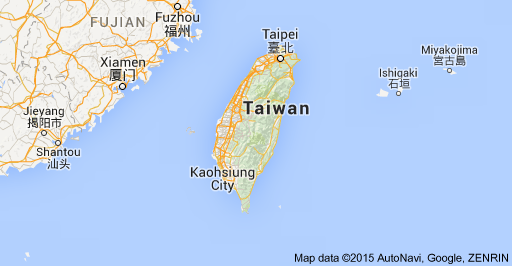 Fuzhou
福州
FUJIAN
Taipei
臺北
Miyakojima
宮古島
Xiamen
厦门
Ishigaki
石垣
Taiwan
Jieyang
揭阳市
Shantou
汕头
Kaohsiung
City
Map data ©2015 AutoNavi, Google, ZENRIN